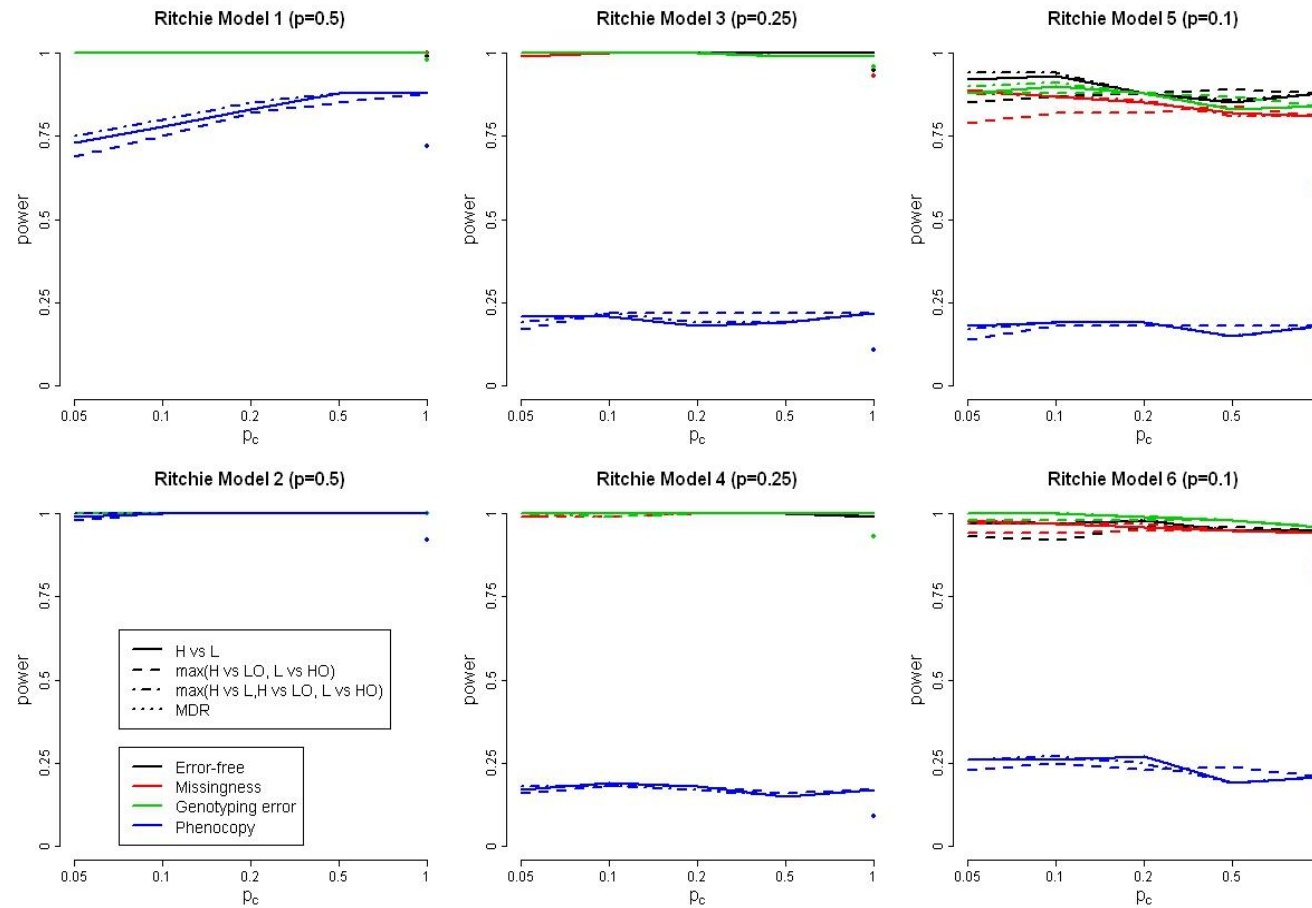 Ritchie Model 1 (p=0.5)
power
1
0.75
0.5
0.25
0
0.05 0.1 0.2 0.5 1
pc
Ritchie Model 3 (p=0.25)
power
1
0.75
0.5
0.25
0
0.05 0.1 0.2 0.5 1
pc
Ritchie Model 5 (p=0.1)
power
1
0.75
0.5
0.25
0
0.05 0.1 0.2 0.5
pc
Ritchie Model 2 (p=0.5)
power
1
0.75
0.5
0.25
0
H vs L
max(H vs LO, L vs HO)
max(H vs L,H vs LO, L vs HO)
MDR
Error-free
Missingness
Genotyping error
Phenocopy
0.05 0.1 0.2 0.5 1
pc
Ritchie Model 4 (p=0.25)
power
1
0.75
0.5
0.25
0
0.05 0.1 0.2 0.5 1
pc
Ritchie Model 6 (p=0.1)
power
1
0.75
0.5
0.25
0
0.05 0.1 0.2 0.5
pc